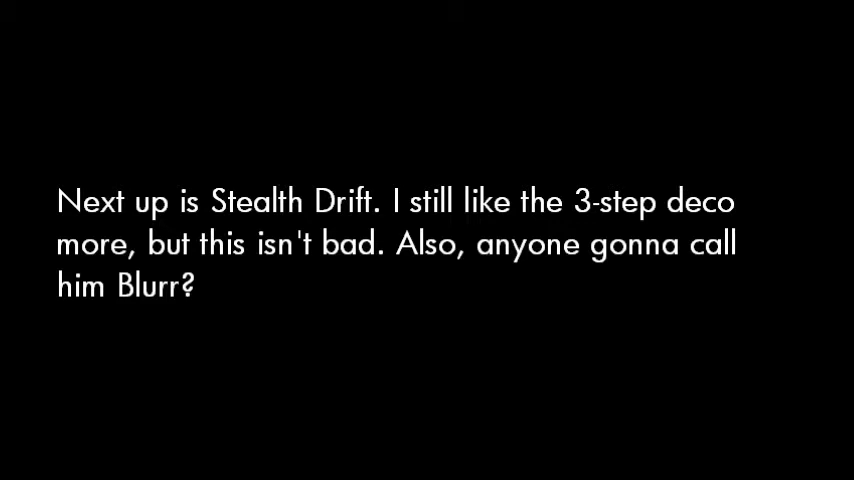 Next up is Stealth Drift. I still like the 3-step deco
more, but this isn't bad. Also, anyone gonna call
him Blurr?